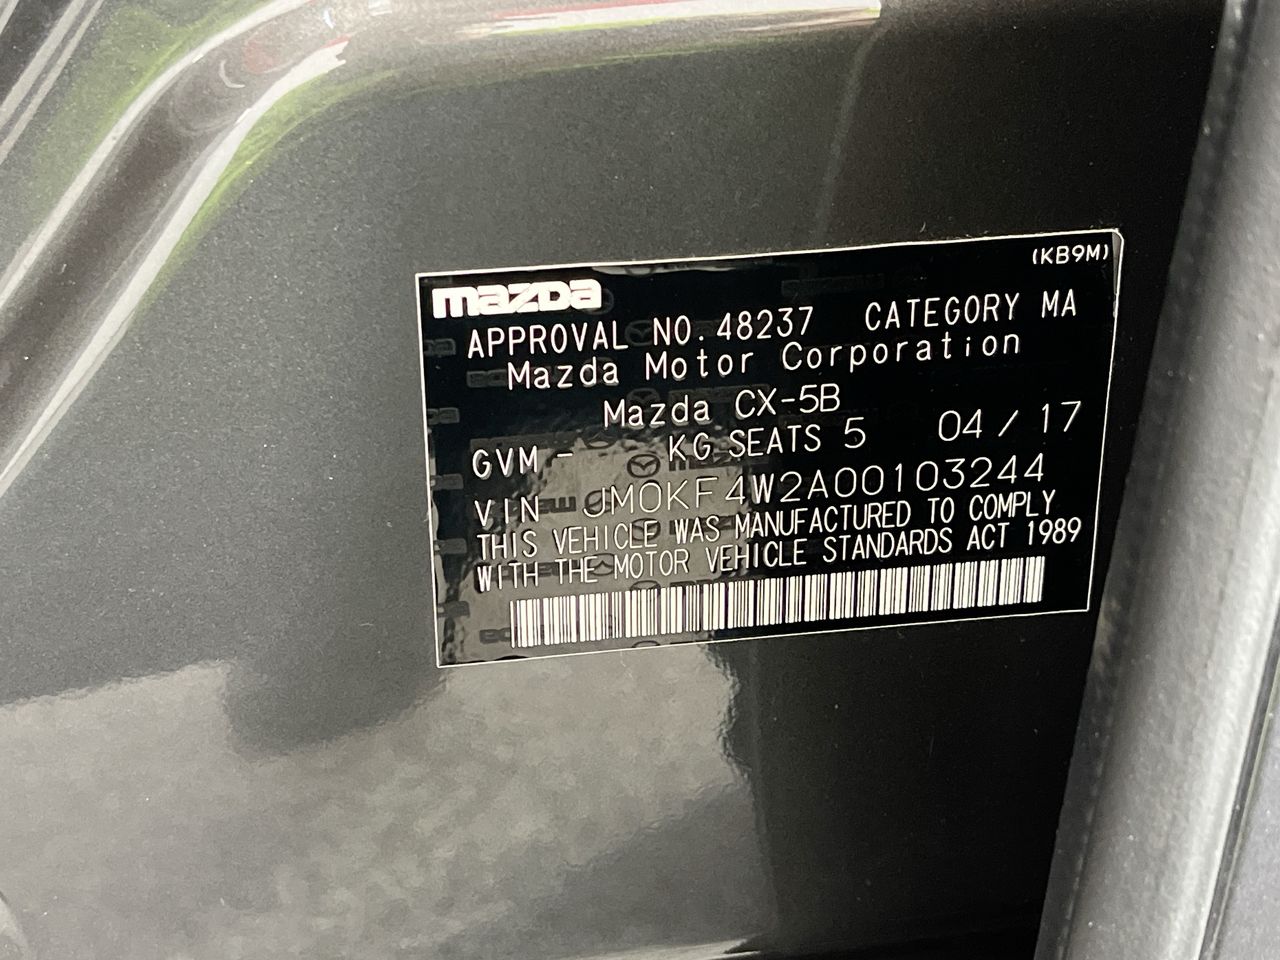 (KB9M)
mazda
APPROVAL NO. 48237 CATEGORY MA
Mazda Motor Corporation
Mazda CX-5B
GVM - KG SEATS 5 04 / 17
VIN JM0KF4W2A00103244
THIS VEHICLE WAS MANUFACTURED TO COMPLY
WITH THE MOTOR VEHICLE STANDARDS ACT 1989